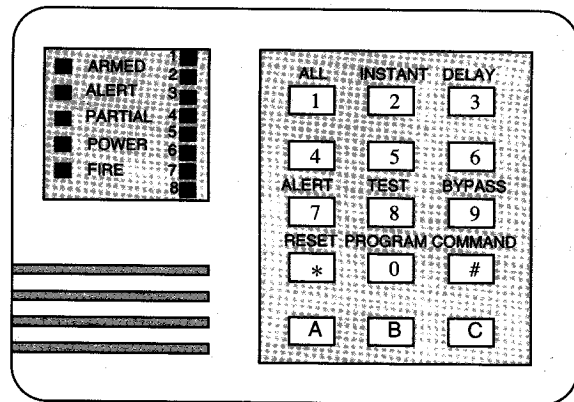 ARMED
ALERT
PARTIAL
POWER
FIRE
1
2
3
4
5
6
7
8
ALL INSTANT DELAY
1 2 3
4 5 6
ALERT TEST BYPASS
7 8 9
RESET PROGRAM COMMAND
* 0 #
A B C